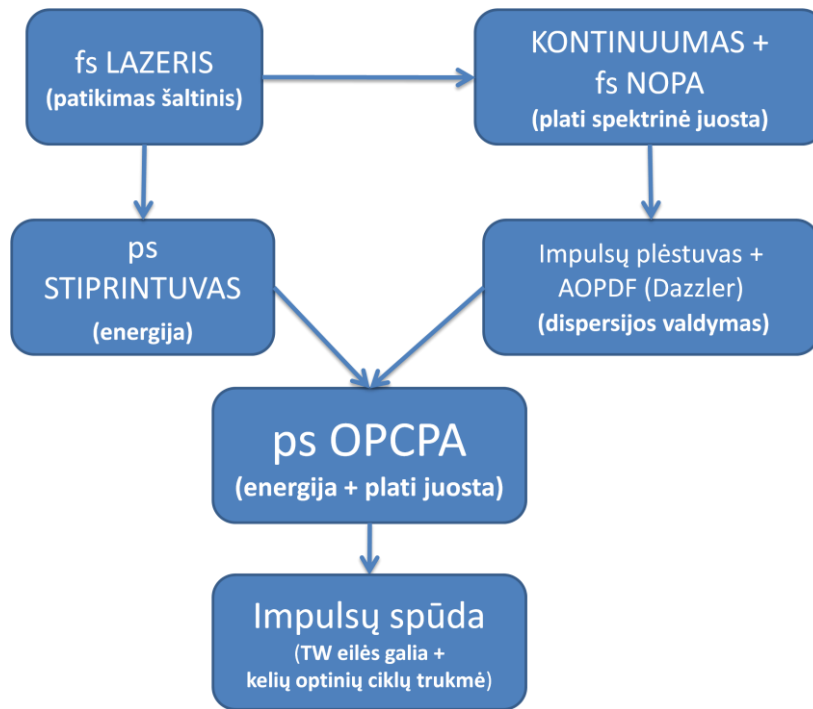 fs LAZERIS
(patikimas šaltinis)
KONTINUUMAS +
fs NOPA
(plati spektrinė juosta)
ps
STIPRINTUVAS
(energija)
Impulsų plėstuvas +
AOPDF (Dazzler)
(dispersijos valdymas)
ps OPCPA
(energija + plati juosta)
Impulsų spūda
(TW eilės galia +
kelių optinių ciklų trukmė)